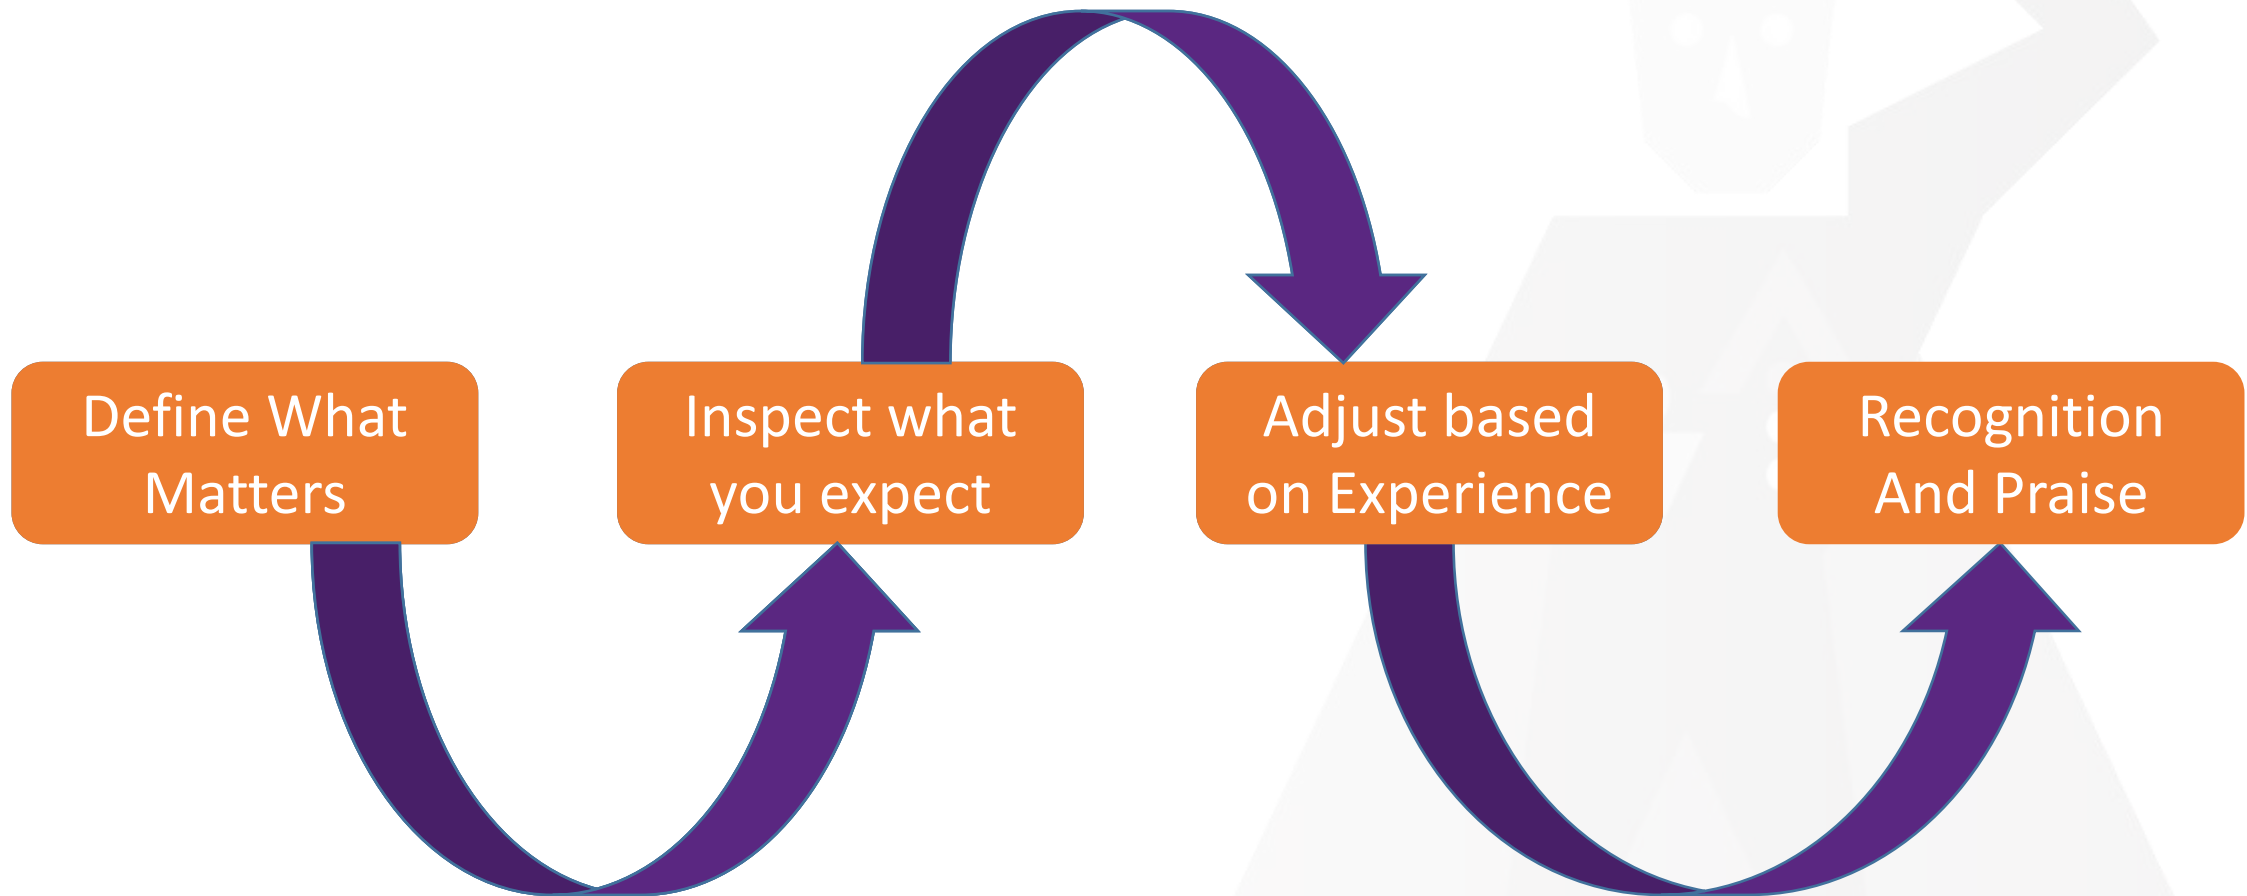 Define What
Matters
Inspect what
you expect
Adjust based
on Experience
Recognition
And Praise